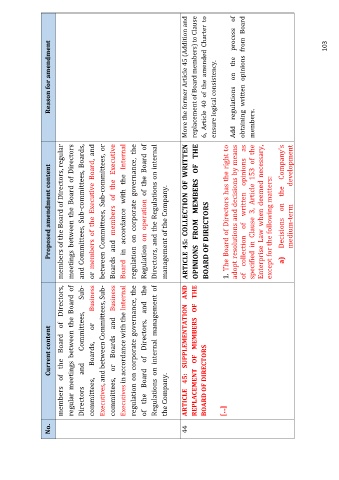 No.
Current content
Proposed amendment content
Reason for amendment
members of the Board of Directors,
regular meetings between the Board of
Directors and Committees, Sub-
committees, Boards, or Business
Executives, and between Committees, Sub-
committees, or Boards and Business
Executives in accordance with the internal
regulation on corporate governance, the
of the Board of Directors, and the
Regulations on internal management of
the Company.
members of the Board of Directors, regular
meetings between the Board of Directors
and Committees, Sub-committees, Boards,
or members of the Executive Board, and
between Committees, Sub-committees, or
Boards and members of the Executive
Board in accordance with the internal
regulation on corporate governance, the
Regulation on operation of the Board of
Directors, and the Regulations on internal
management of the Company.
44
ARTICLE 45: SUPPLEMENTATION AND
REPLACEMENT OF MEMBERS OF THE
BOARD OF DIRECTORS
[...]
ARTICLE 45: COLLECTION OF WRITTEN
OPINIONS FROM MEMBERS OF THE
BOARD OF DIRECTORS
1. The Board of Directors has the right to
adopt resolutions and decisions by means
of collection of written opinions as
specified in Clause 3, Article 153 of the
Enterprise Law when deemed necessary,
except for the following matters:
a) Decisions on the Company's
medium-term development
Move the former Article 45 (Addition and
replacement of Board members) to Clause
6, Article 40 of the amended Charter to
ensure logical consistency.
Add regulations on the process of
obtaining written opinions from Board
members.
103